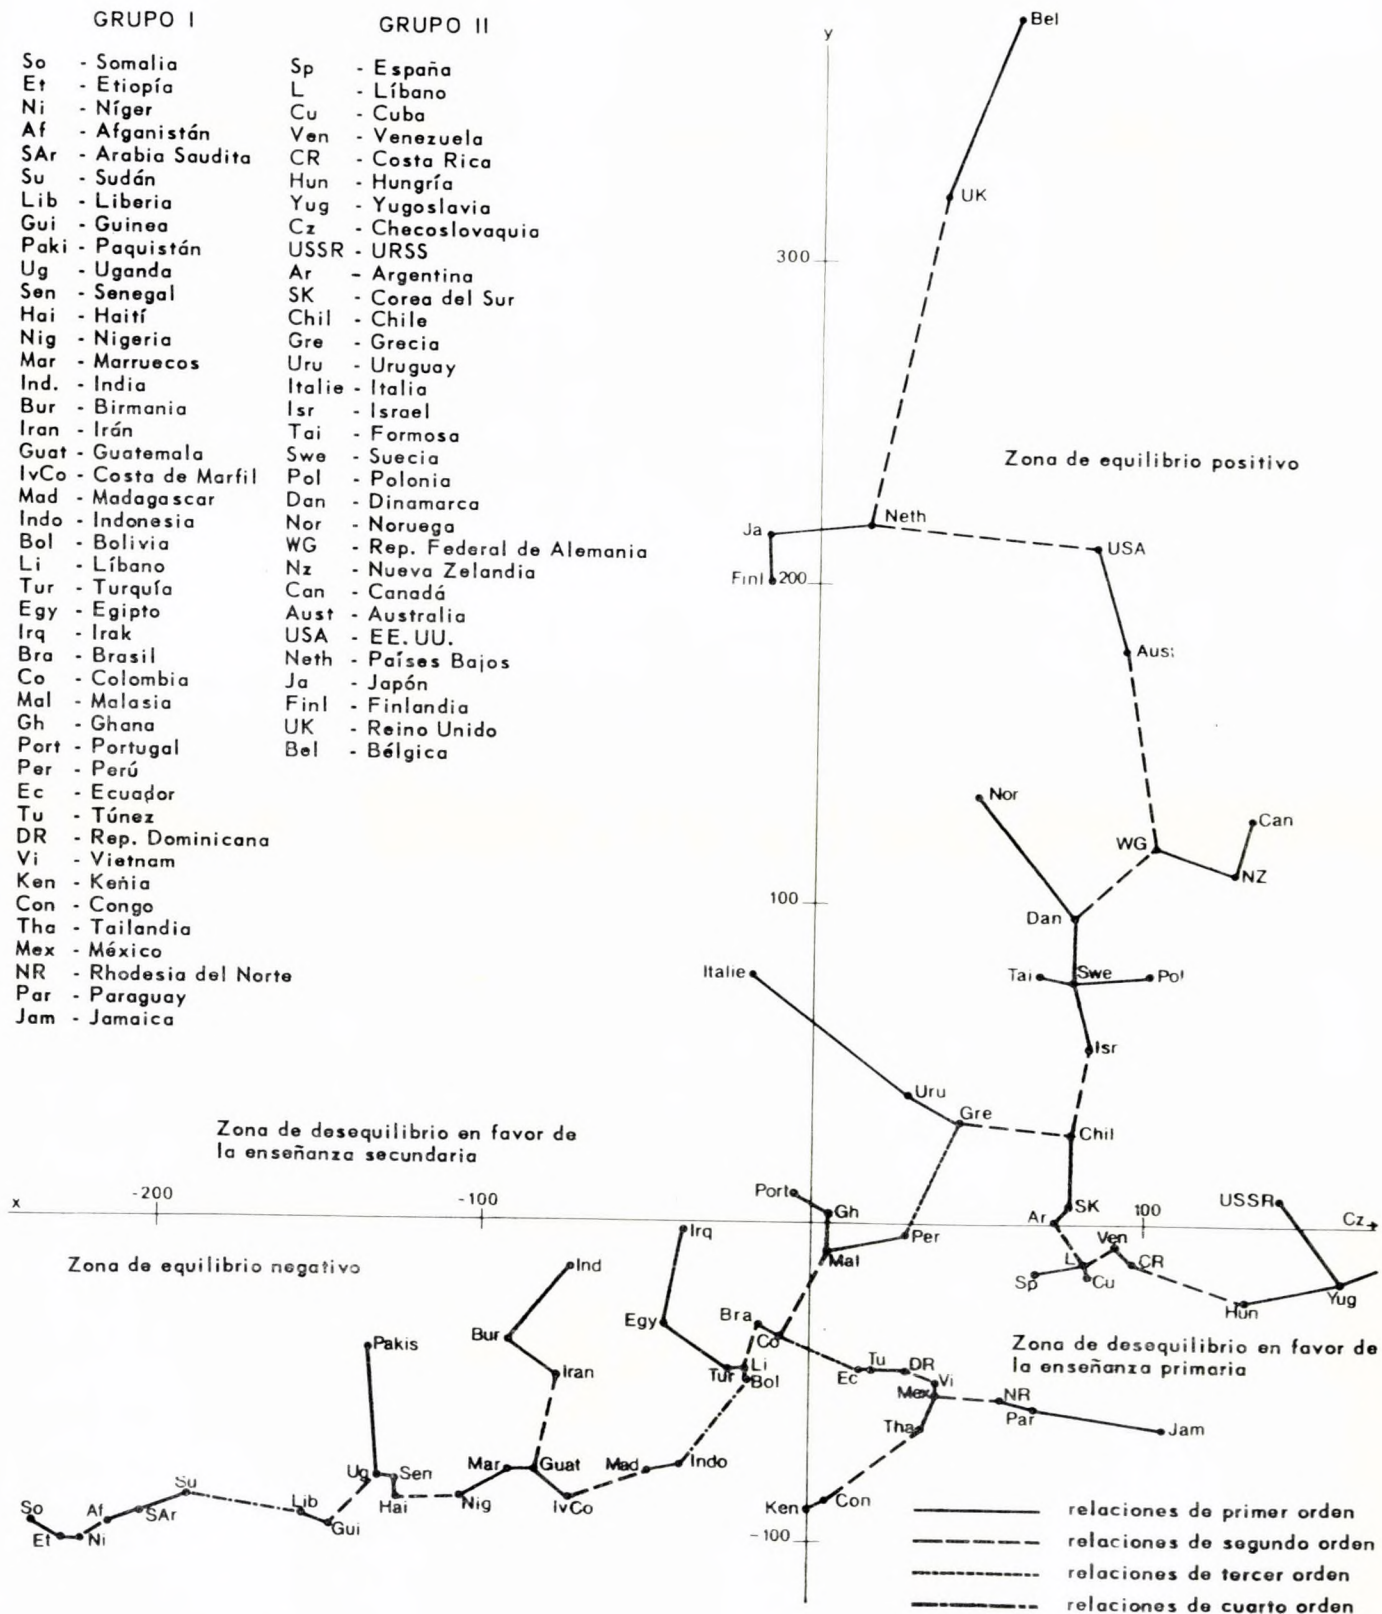 GRUPO I
So - Somalia
Et - Etiopía
Ni - Níger
Af - Afganistán
SAr - Arabia Saudita
Su - Sudán
Lib - Liberia
Gui - Guinea
Paki - Paquistán
Ug - Uganda
Sen - Senegal
Hai - Haití
Nig - Nigeria
Mar - Marruecos
Ind. - India
Bur - Birmania
Iran - Irán
Guat - Guatemala
IvCo - Costa de Marfil
Mad - Madagascar
Indo - Indonesia
Bol - Bolivia
Li - Líbano
Tur - Turquía
Egy - Egipto
Irq - Irak
Bra - Brasil
Co - Colombia
Mal - Malasia
Gh - Ghana
Port - Portugal
Per - Perú
Ec - Ecuador
Tu - Túnez
DR - Rep. Dominicana
Vi - Vietnam
Ken - Kenia
Con - Congo
Tha - Tailandia
Mex - México
NR - Rhodesia del Norte
Par - Paraguay
Jam - Jamaica
GRUPO II
Sp - España
L - Líbano
Cu - Cuba
Ven - Venezuela
CR - Costa Rica
Hun - Hungría
Yug - Yugoslavia
Cz - Checoslovaquia
USSR - URSS
Ar - Argentina
SK - Corea del Sur
Chil - Chile
Gre - Grecia
Uru - Uruguay
Italie - Italia
Isr - Israel
Tai - Formosa
Swe - Suecia
Pol - Polonia
Dan - Dinamarca
Nor - Noruega
WG - Rep. Federal de Alemania
Nz - Nueva Zelandia
Can - Canadá
Aust - Australia
USA - EE. UU.
Neth - Países Bajos
Ja - Japón
Finl - Finlandia
UK - Reino Unido
Bel - Bélgica
y
Bel
UK
300
Zona de equilibrio positivo
Neth
Ja
USA
Finl
200
Aust
Nor
Can
WG
NZ
100
Dan
Italie
Tai
Swe
Pol
Isr
Uru
Gre
Chil
Zona de desequilibrio en favor de
la enseñanza secundaria
x
-200
-100
Port
Gh
Ar
SK
100
USSR
Cz
Irq
Per
Ven
Mal
L
CR
Zona de equilibrio negativo
Ind
Sp
Cu
Hun
Yug
Egy
Bra
Bur
Co
Pakis
Zona de desequilibrio en favor de
la enseñanza primaria
Iran
Tur
Li
Bol
Ec
Tu
DR
Vi
Mex
NR
Par
Tha
Jam
Ug
Sen
Mar
Guat
Mad
Indo
Su
Hai
Nig
IvCo
Ken
Con
So
Af
SAr
Lib
Gui
Et
Ni
-100
relaciones de primer orden
relaciones de segundo orden
relaciones de tercer orden
relaciones de cuarto orden